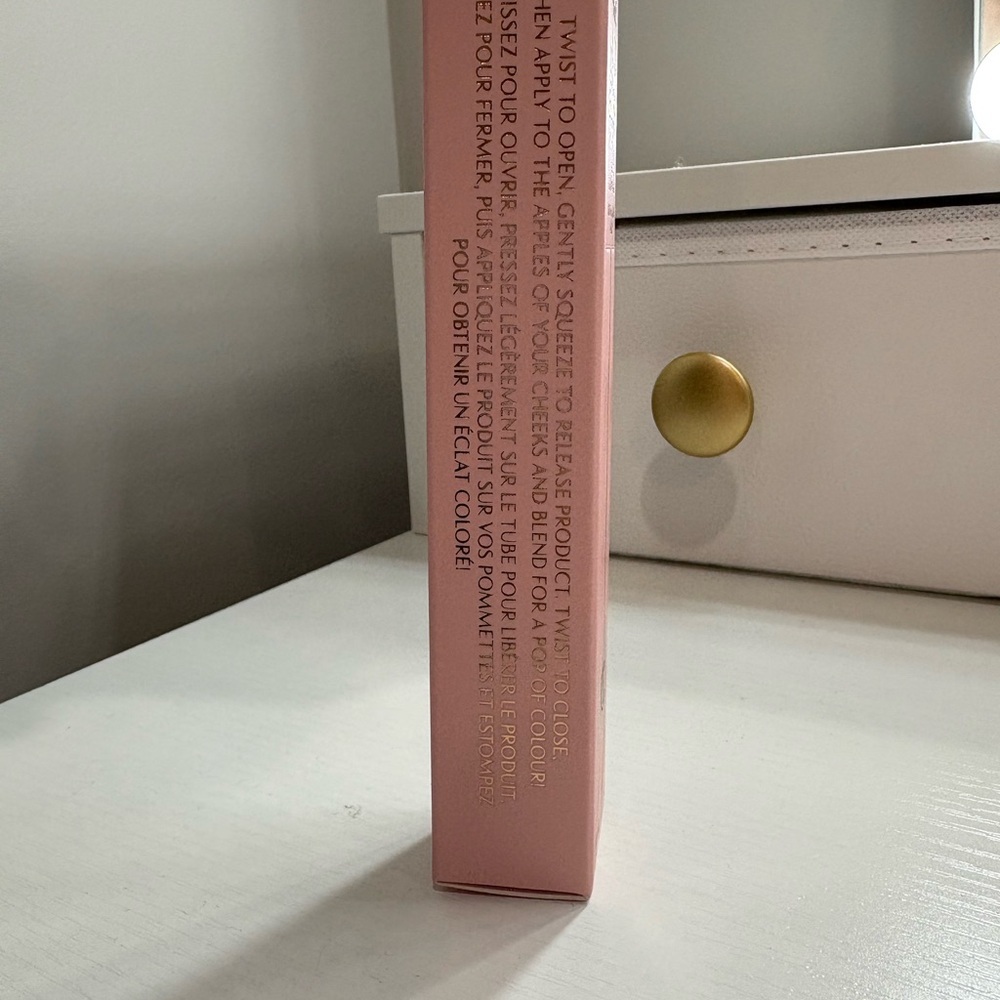 TWIST TO OPEN, GENTLY SQUEEZE TO RELEASE PRODUCT. TWIST TO CLOSE.
HEN APPLY TO THE APPLES OF YOUR CHEEKS AND BLEND FOR A POP OF COLOUR!
ISSEZ POUR OUVRIR, PRESSEZ LÉGÈREMENT SUR LE TUBE POUR LIBÉRER LE PRODUIT.
EZ POUR FERMER, PUIS APPLIQUEZ LE PRODUIT SUR VOS POMMETTES ET ESTOMPEZ
POUR OBTENIR UN ÉCLAT COLORÉ!